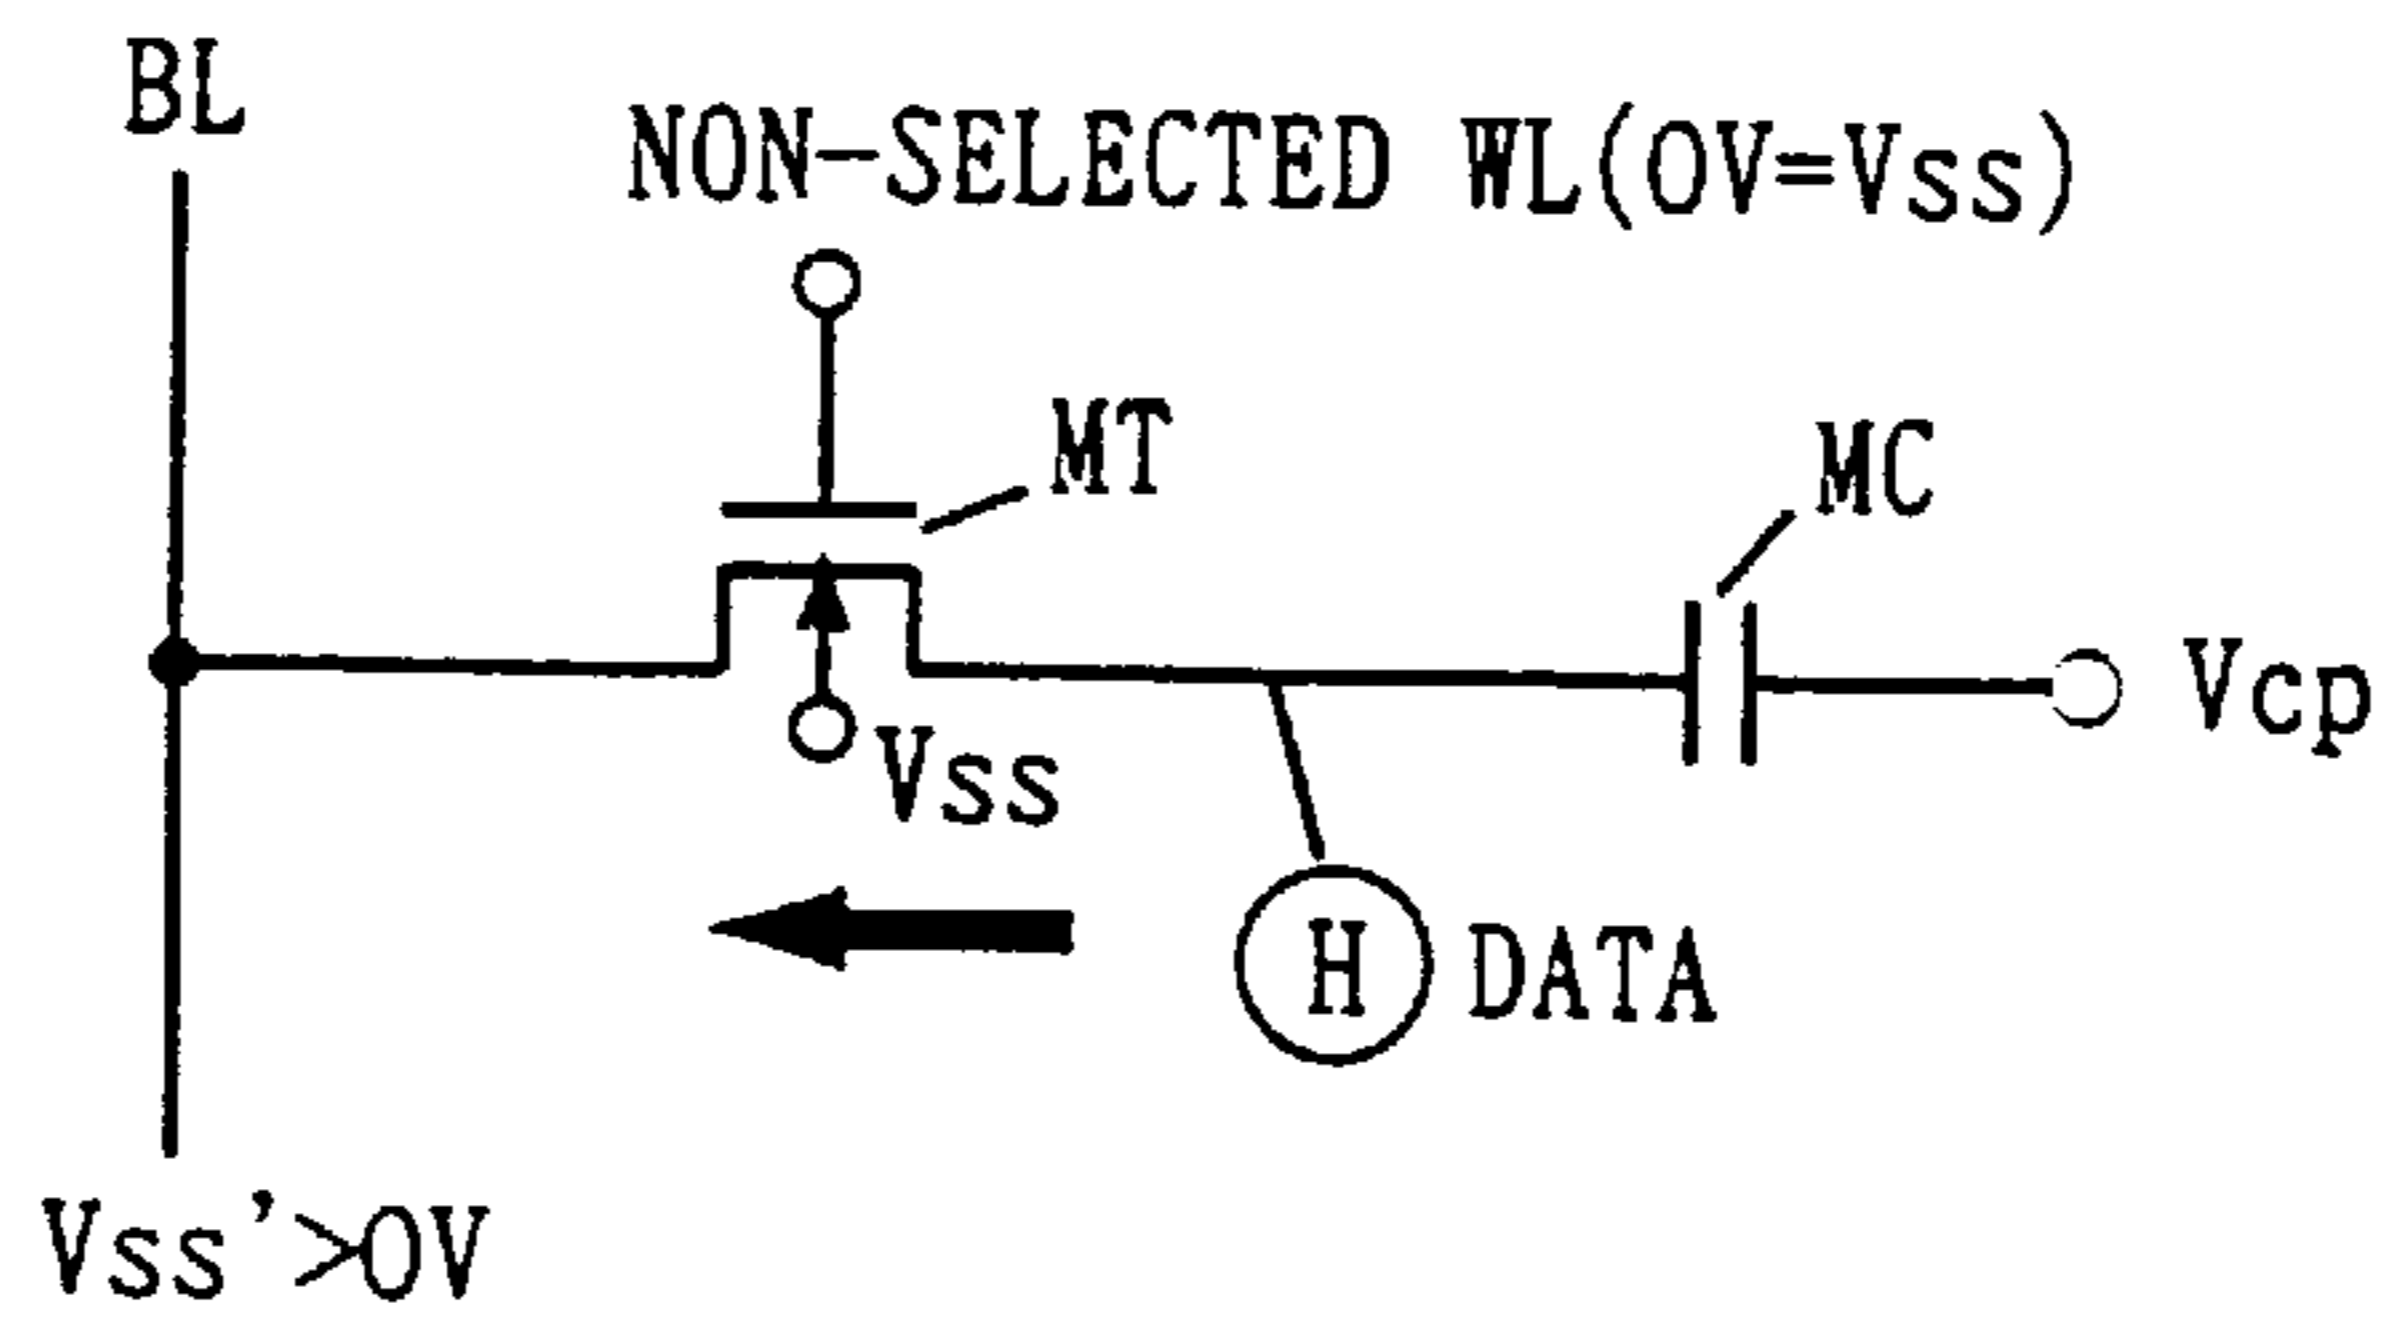 BL
NON-SELECTED WL(0V=Vss)
MT
MC
Vcp
Vss
H DATA
Vss'>0V